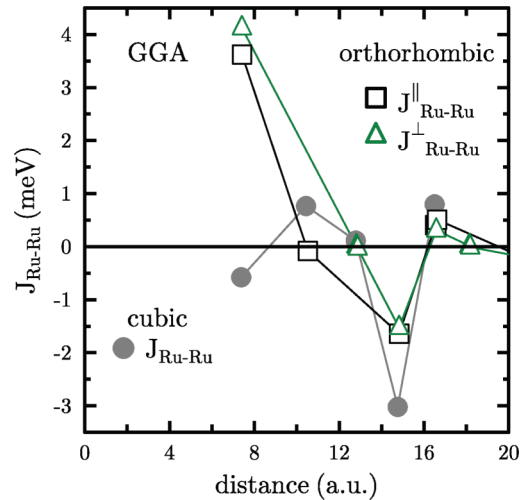 GGA
orthorhombic
J||Ru-Ru
J⊥Ru-Ru
cubic
JRu-Ru
4
3
2
1
0
-1
-2
-3
JRu-Ru (meV)
0 4 8 12 16 20
distance (a.u.)